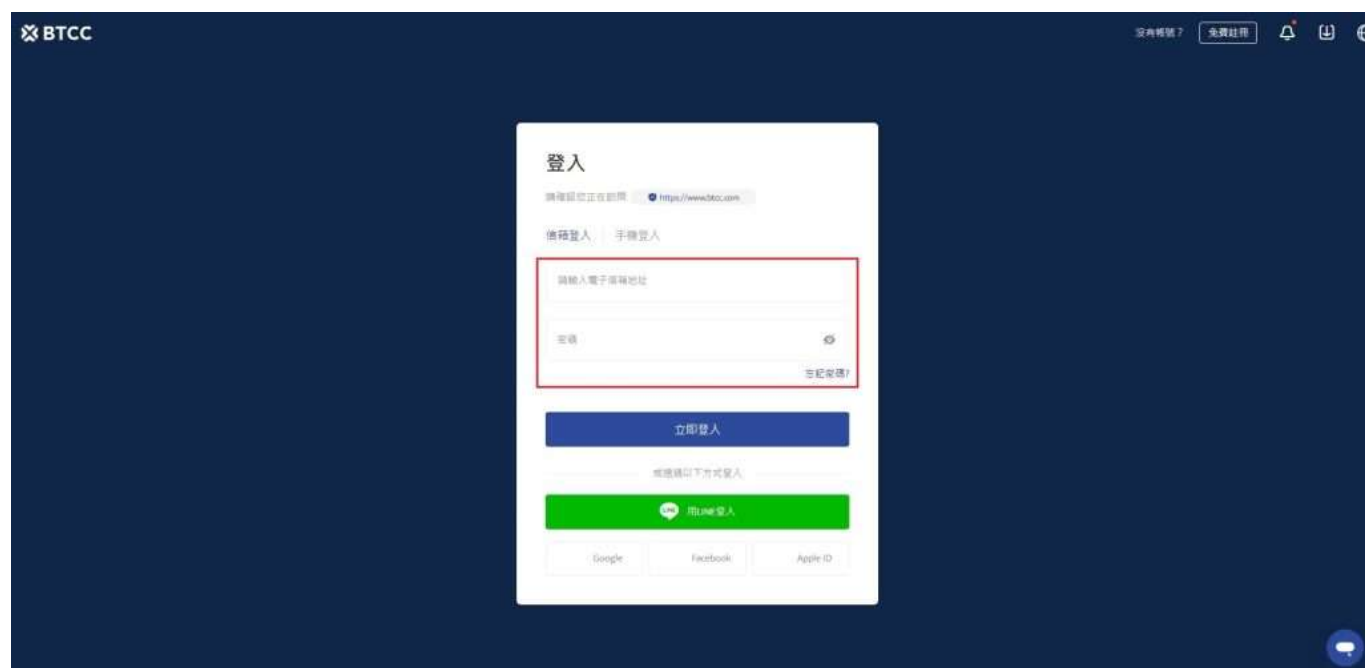 BTCC
沒有帳號？ 免費註冊
登入
請確認您正在訪問 https://www.btcc.com
信箱登入 手機登入
請輸入電子信箱地址
密碼
忘記密碼?
立即登入
或透過以下方式登入
LINE 用LINE登入
Google Facebook Apple ID